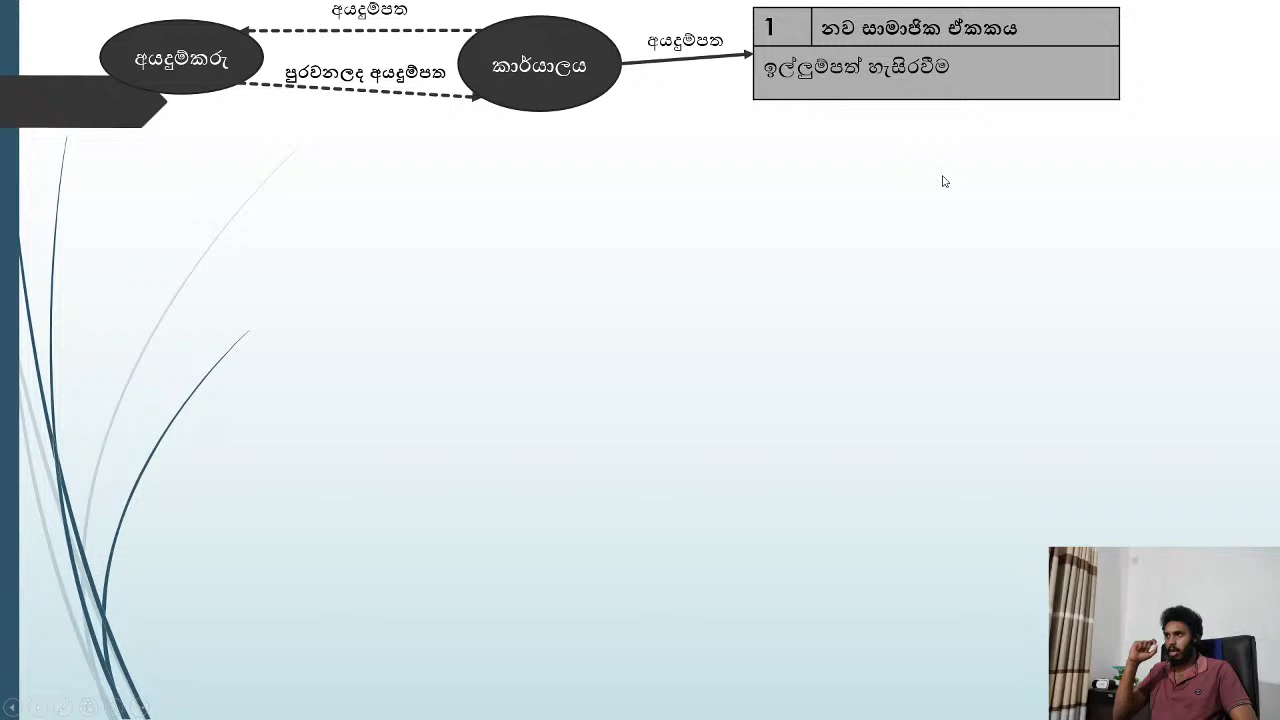 අයදුම්පත
අයදුම්කරු
පුරවනලද අයදුම්පත
කාර්යාලය
අයදුම්පත
1 නව සාමාජික ඒකකය
ඉල්ලුම්පත් හැසිරවීම